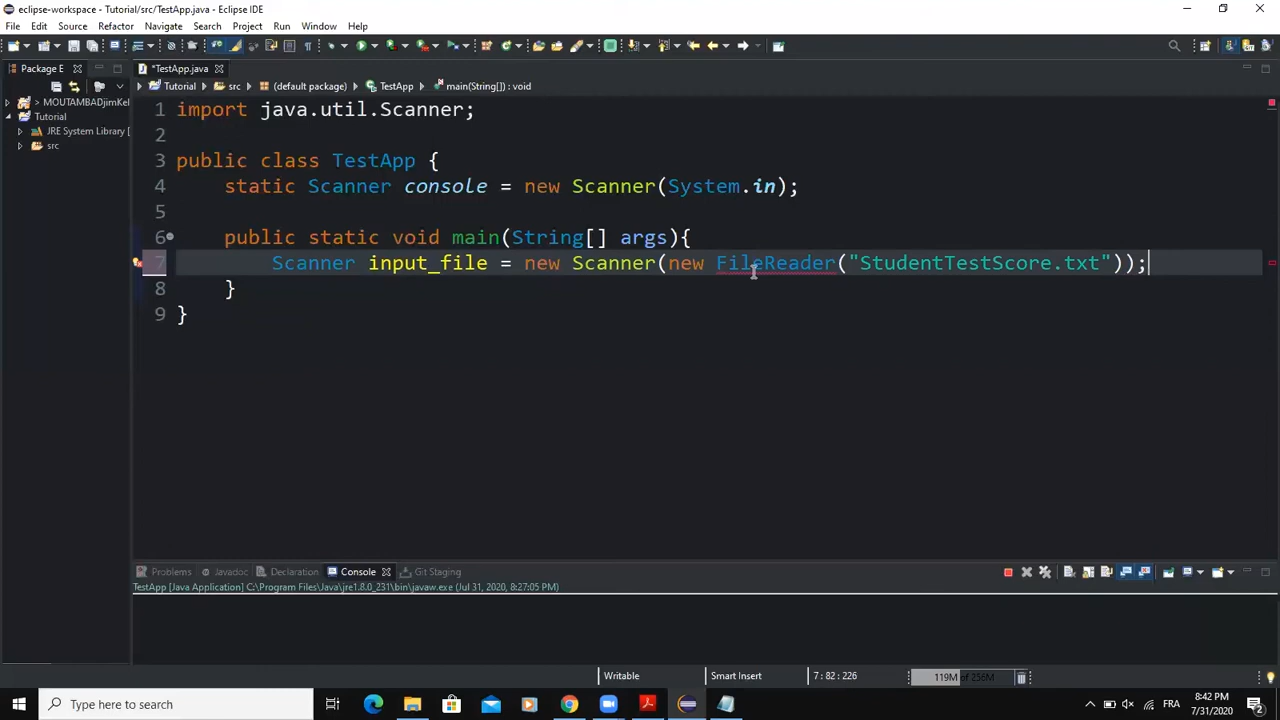 eclipse-workspace - Tutorial/src/TestApp.java - Eclipse IDE
File Edit Source Refactor Navigate Search Project Run Window Help
Package E
*TestApp.java
Tutorial src (default package) TestApp main(String[]) : void
> MOUTAMBADjimKel
Tutorial
JRE System Library [
src
1 import java.util.Scanner;
2
3 public class TestApp {
4 static Scanner console = new Scanner(System.in);
5
6 public static void main(String[] args){
7 Scanner input_file = new Scanner(new FileReader("StudentTestScore.txt"));
8 }
9 }
Problems Javadoc Declaration Console Git Staging
TestApp [Java Application] C:\Program Files\Java\jre1.8.0_231\bin\javaw.exe (Jul 31, 2020, 8:27:05 PM)
Writable Smart Insert 7 : 82 : 226 119M of 256M
Type here to search
FRA
8:42 PM
7/31/2020
2